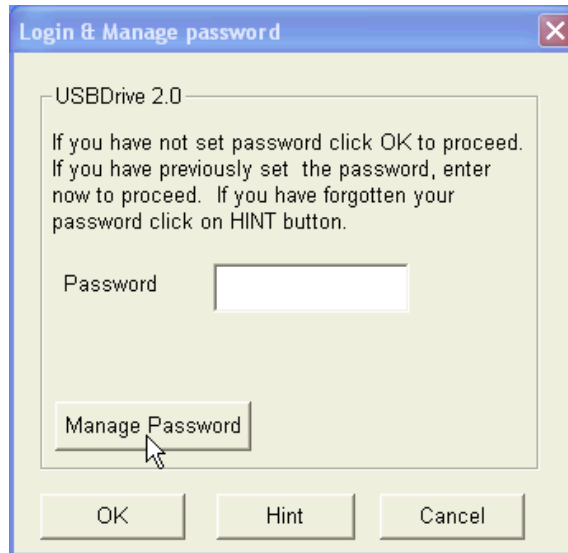 Login & Manage password
USBDrive 2.0
If you have not set password click OK to proceed.
If you have previously set the password, enter
now to proceed. If you have forgotten your
password click on HINT button.
Password
Manage Password
OK
Hint
Cancel